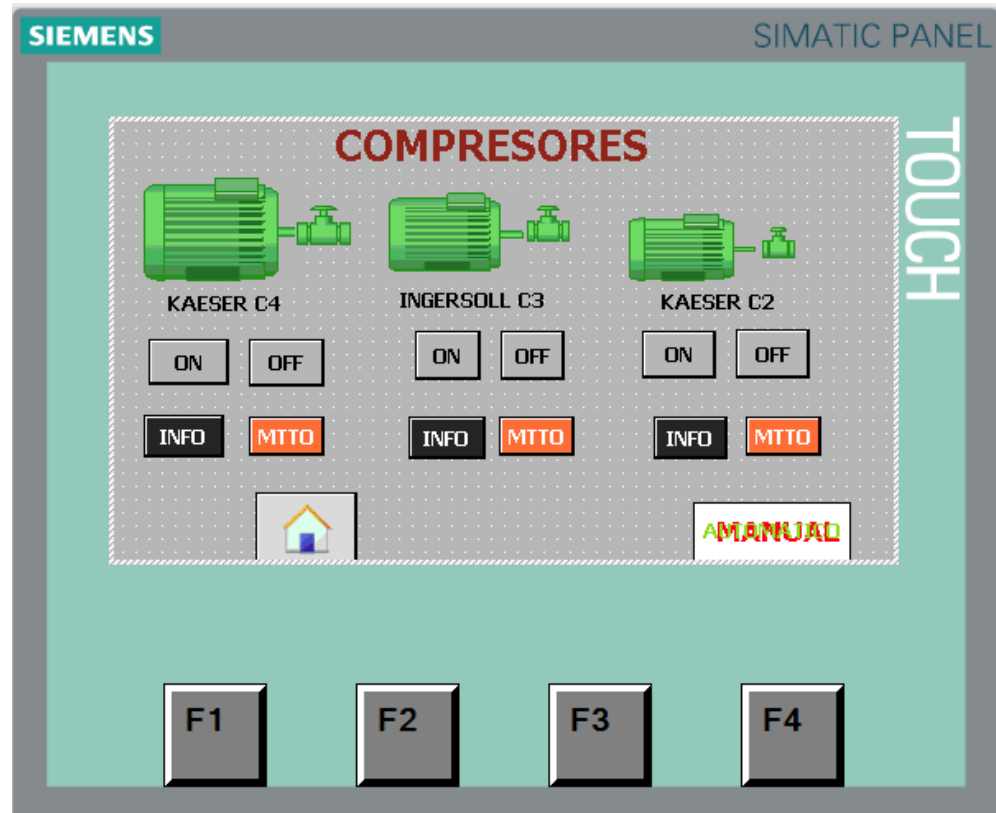 SIEMENS
SIMATIC PANEL
TOUCH
COMPRESORES
KAESER C4
INGERSOLL C3
KAESER C2
ON OFF ON OFF ON OFF
INFO MTTO INFO MTTO INFO MTTO
AUTOMATICO
MANUAL
F1 F2 F3 F4